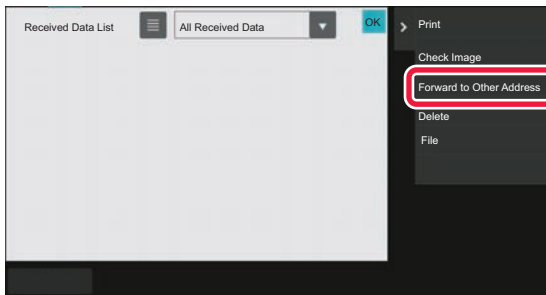 Received Data List
All Received Data
OK
Print
Check Image
Forward to Other Address
Delete
File